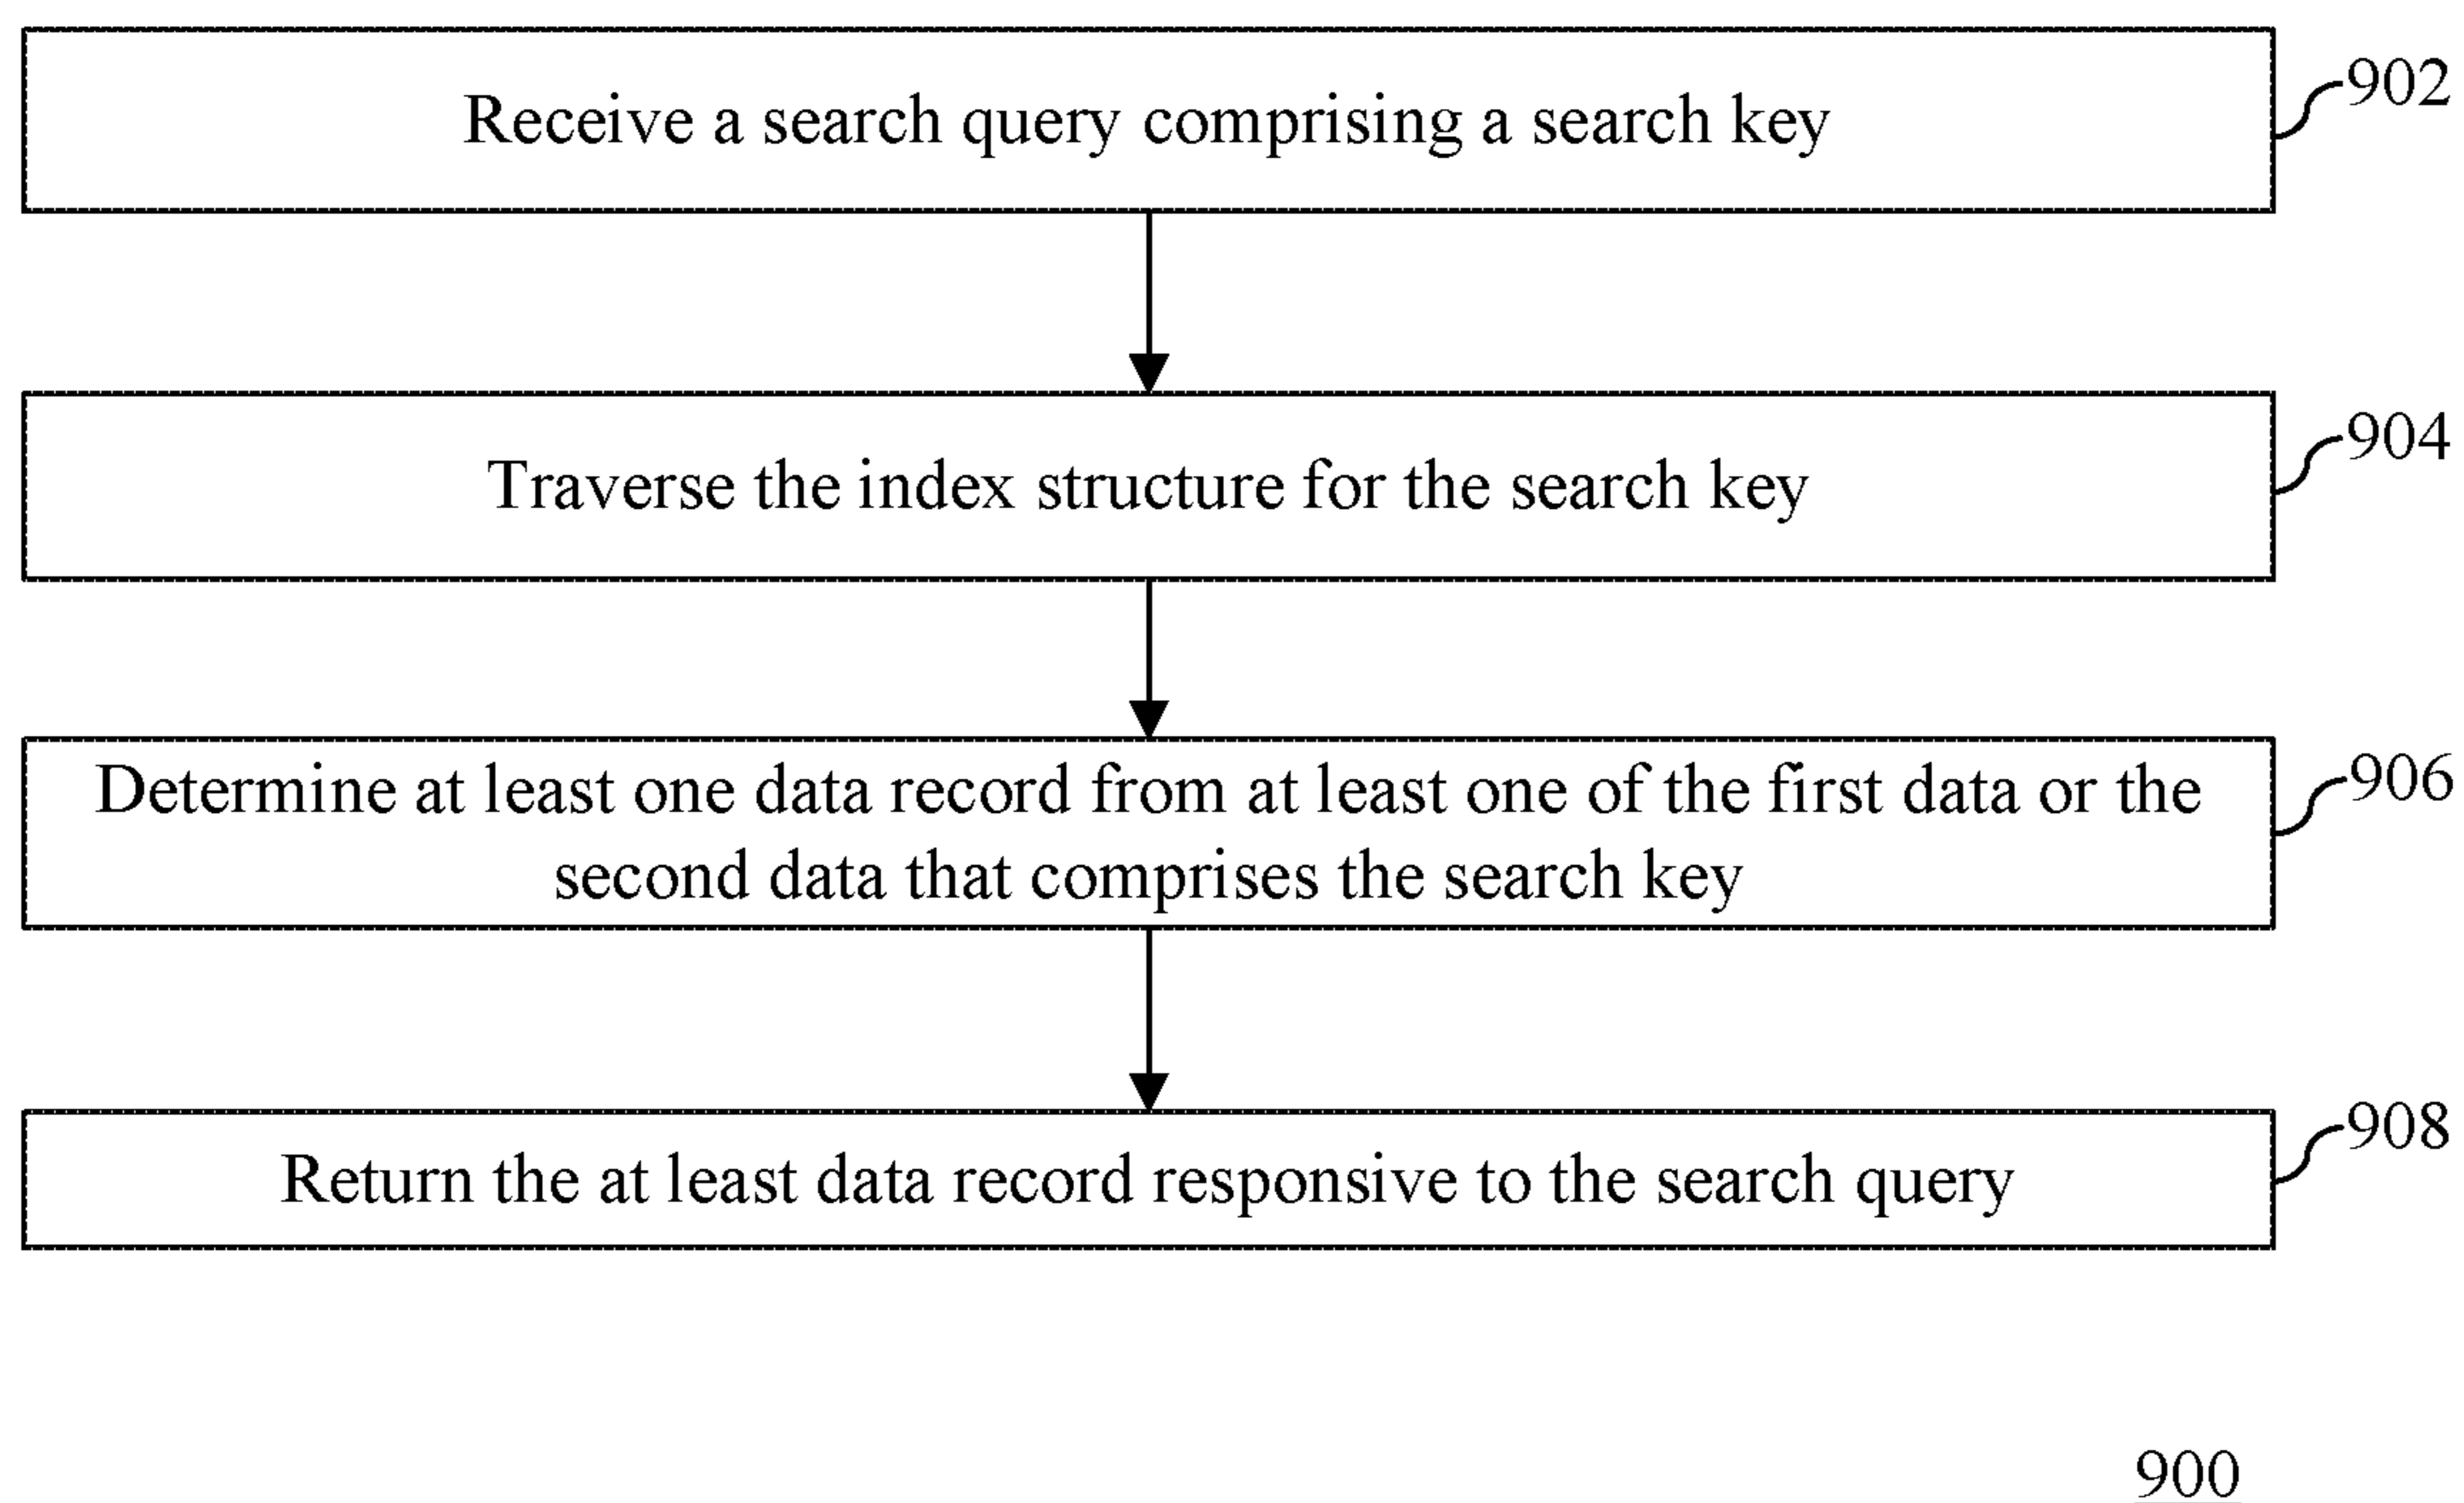 Receive a search query comprising a search key
902
Traverse the index structure for the search key
904
Determine at least one data record from at least one of the first data or the
second data that comprises the search key
906
Return the at least data record responsive to the search query
908
900